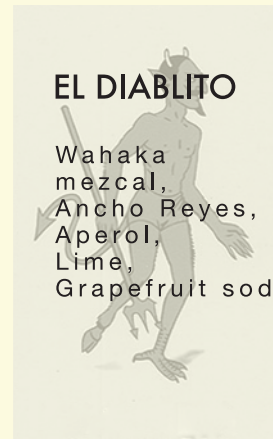 EL DIABLITO
Wahaka
mezcal,
Ancho Reyes,
Aperol,
Lime,
Grapefruit sod